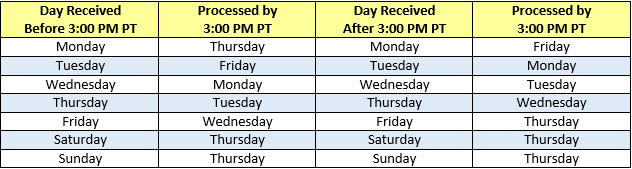 Day Received Before 3:00 PM PT | Processed by 3:00 PM PT | Day Received After 3:00 PM PT | Processed by 3:00 PM PT
Monday | Thursday | Monday | Friday
Tuesday | Friday | Tuesday | Monday
Wednesday | Monday | Wednesday | Tuesday
Thursday | Tuesday | Thursday | Wednesday
Friday | Wednesday | Friday | Thursday
Saturday | Thursday | Saturday | Thursday
Sunday | Thursday | Sunday | Thursday